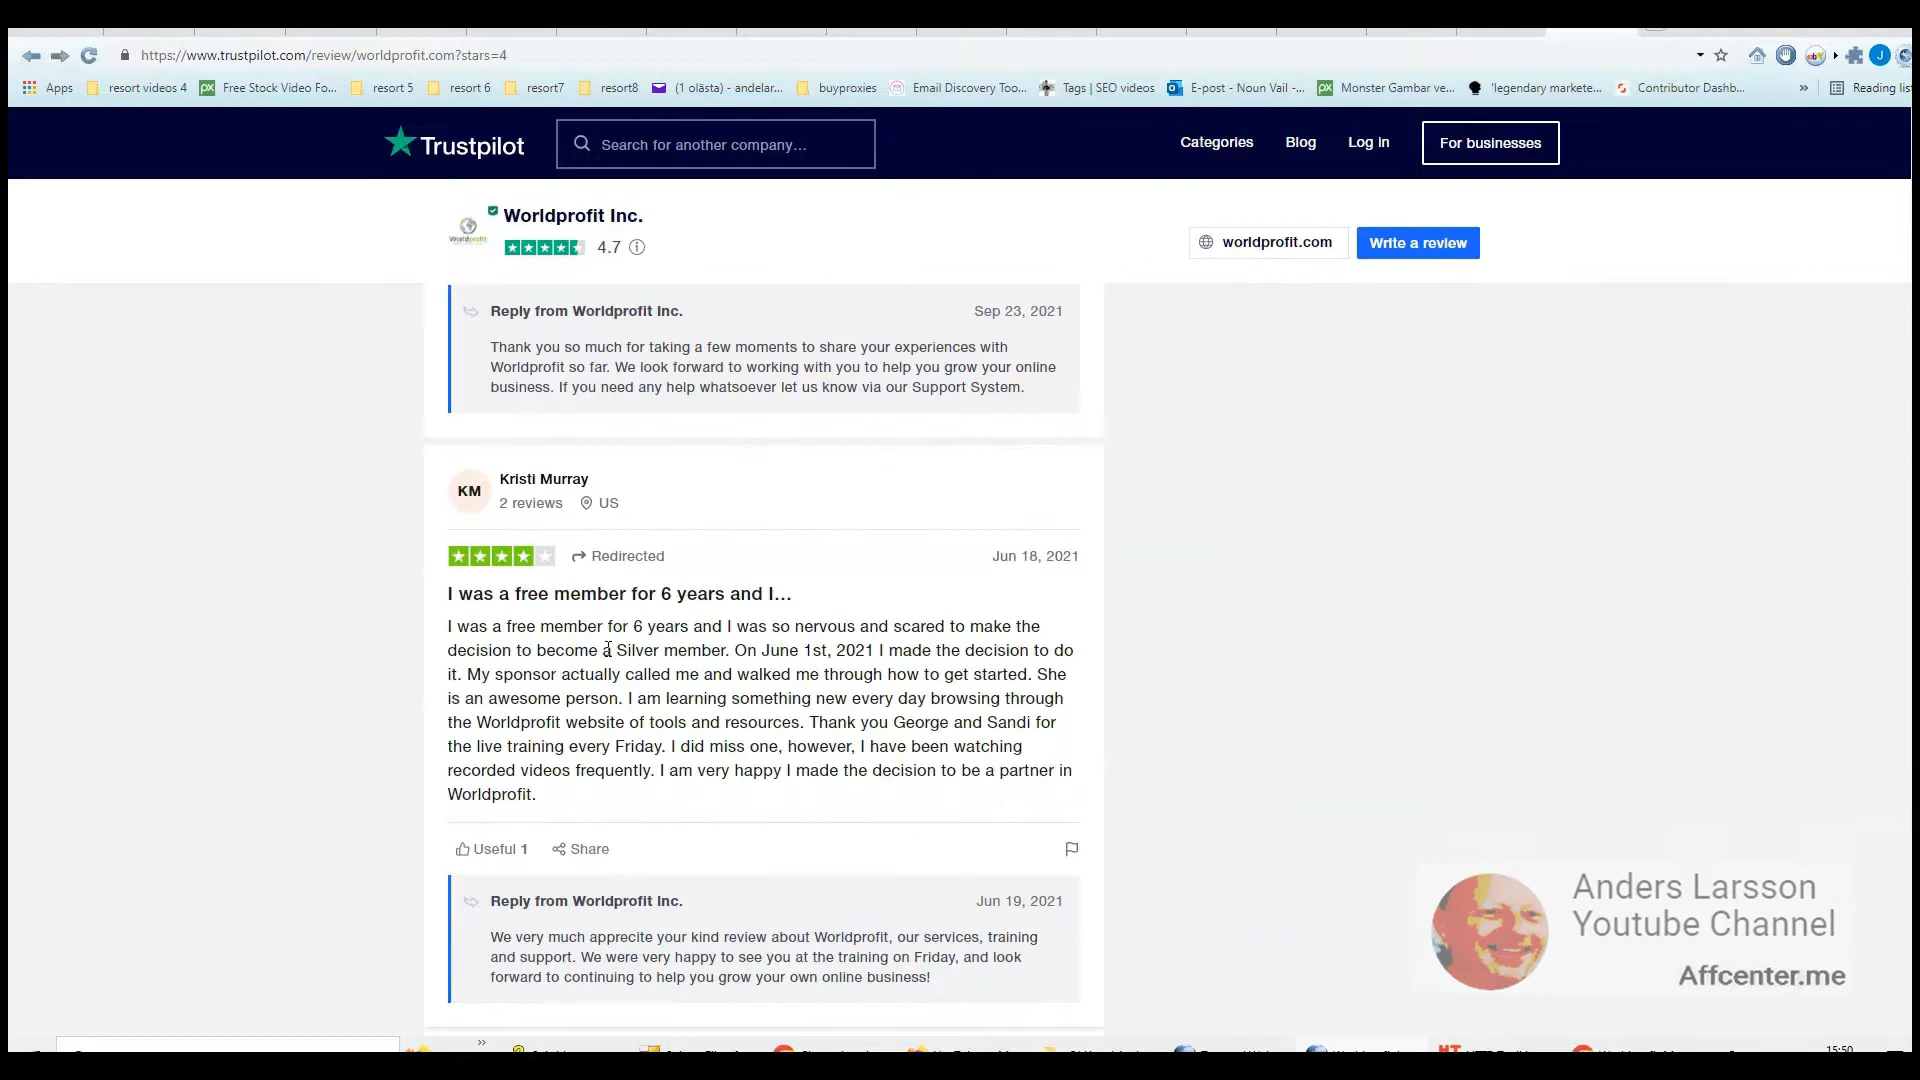 https://www.trustpilot.com/review/worldprofit.com?stars=4
Apps resort videos 4 Free Stock Video Fo... resort 5 resort 6 resort7 resort8 (1 olästa) - andelar... buyproxies Email Discovery Too... Tags | SEO videos E-post - Noun Vail -... Monster Gambar ve... 'legendary markete... Contributor Dashb... » Reading list
Trustpilot
Search for another company...
Categories Blog Log in For businesses
Worldprofit Inc.
4.7
worldprofit.com Write a review
Reply from Worldprofit Inc. Sep 23, 2021
Thank you so much for taking a few moments to share your experiences with
Worldprofit so far. We look forward to working with you to help you grow your online
business. If you need any help whatsoever let us know via our Support System.
KM
Kristi Murray
2 reviews US
Redirected Jun 18, 2021
I was a free member for 6 years and I...
I was a free member for 6 years and I was so nervous and scared to make the
decision to become a Silver member. On June 1st, 2021 I made the decision to do
it. My sponsor actually called me and walked me through how to get started. She
is an awesome person. I am learning something new every day browsing through
the Worldprofit website of tools and resources. Thank you George and Sandi for
the live training every Friday. I did miss one, however, I have been watching
recorded videos frequently. I am very happy I made the decision to be a partner in
Worldprofit.
Useful 1 Share
Reply from Worldprofit Inc. Jun 19, 2021
We very much apprecite your kind review about Worldprofit, our services, training
and support. We were very happy to see you at the training on Friday, and look
forward to continuing to help you grow your own online business!
Anders Larsson
Youtube Channel
Affcenter.me
15:50